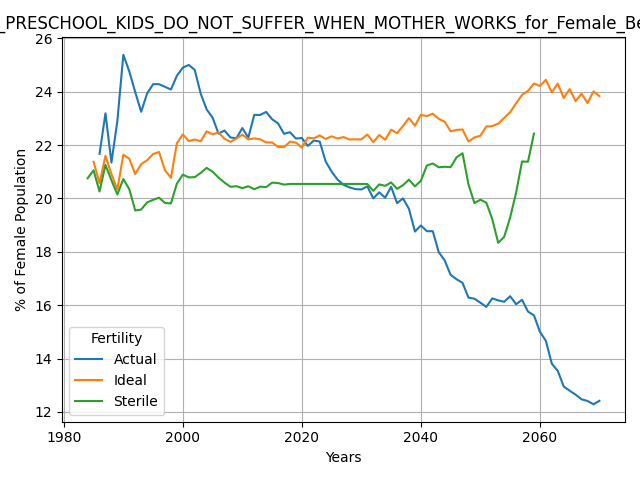 _PRESCHOOL_KIDS_DO_NOT_SUFFER_WHEN_MOTHER_WORKS_for_Female_Be
26
24
22
20
18
16
14
12
% of Female Population
Fertility
Actual
Ideal
Sterile
1980
2000
2020
2040
2060
Years